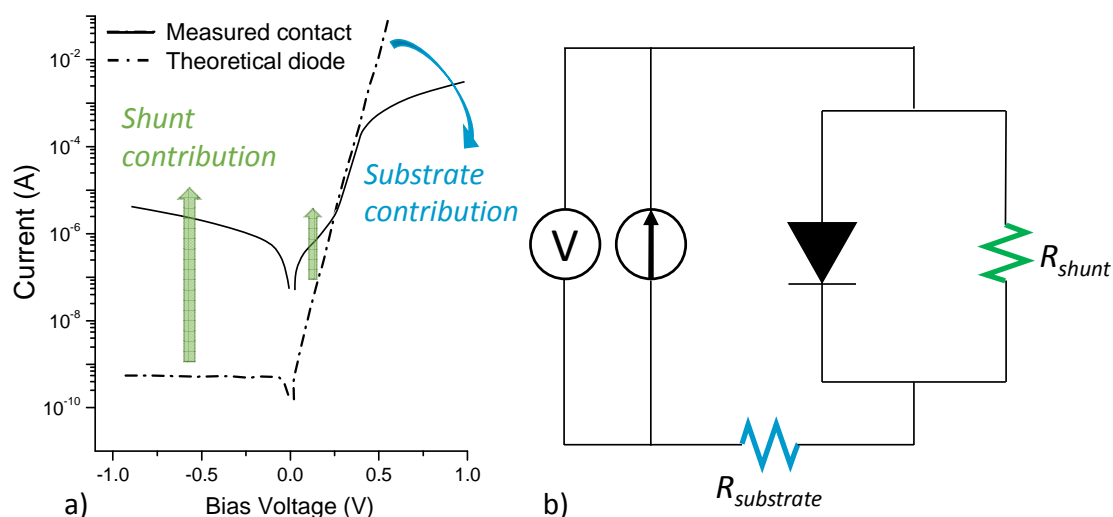 Measured contact
Theoretical diode
Shunt
contribution
Substrate
contribution
Current (A)
10-2
10-4
10-6
10-8
10-10
-1.0
-0.5
0.0
0.5
1.0
Bias Voltage (V)
a)
V
Rshunt
Rsubstrate
b)